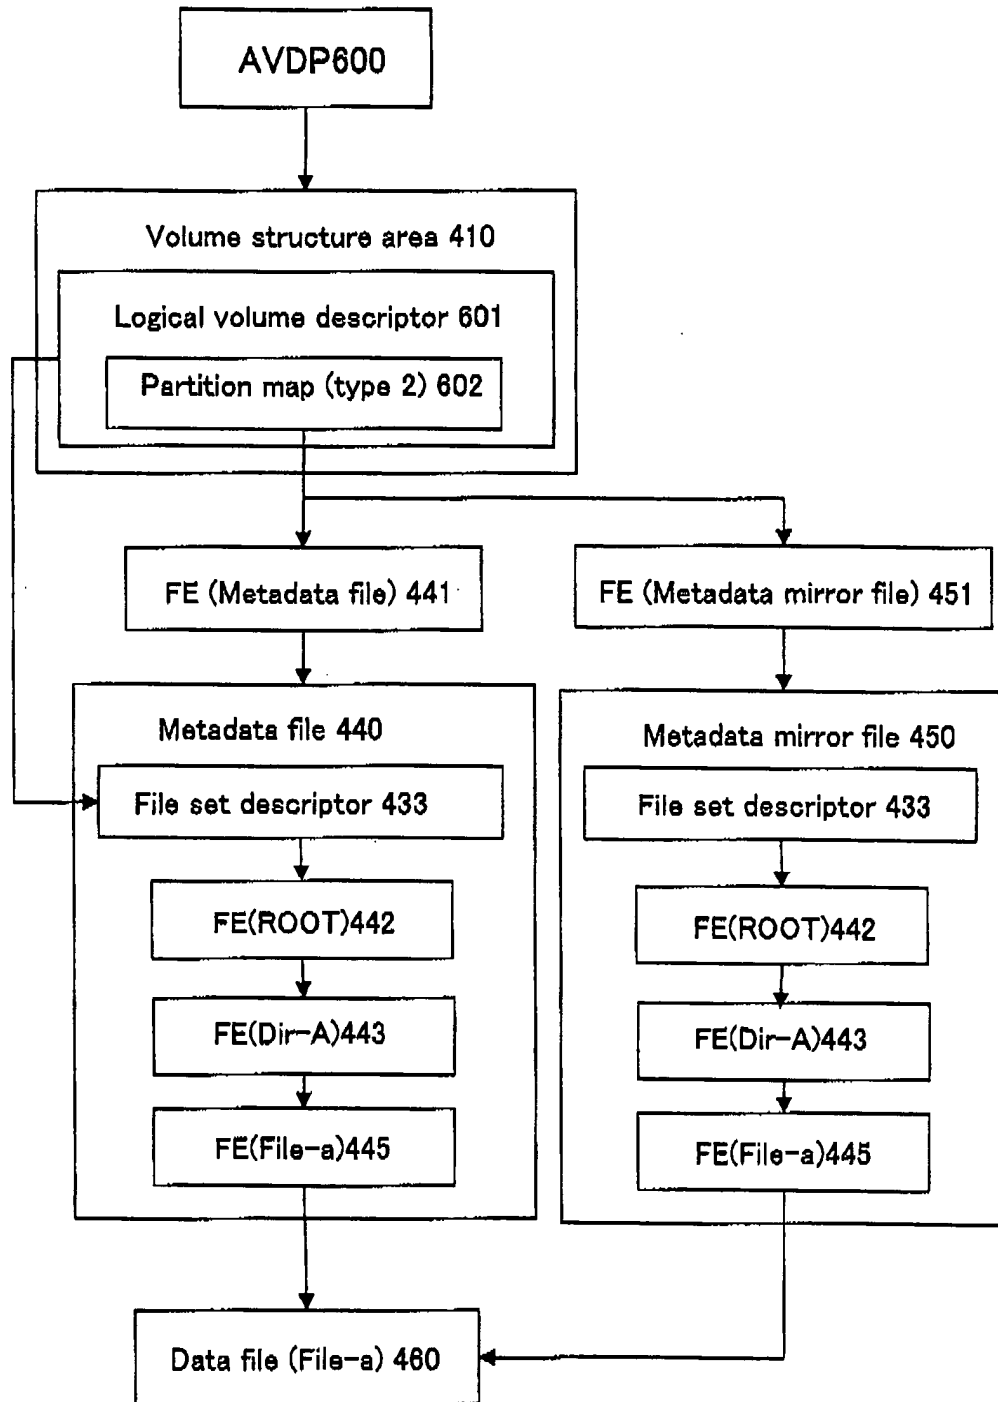 AVDP600
Volume structure area 410
Logical volume descriptor 601
Partition map (type 2) 602
FE (Metadata file) 441
FE (Metadata mirror file) 451
Metadata file 440
Metadata mirror file 450
File set descriptor 433
File set descriptor 433
FE(ROOT)442
FE(ROOT)442
FE(Dir-A)443
FE(Dir-A)443
FE(File-a)445
FE(File-a)445
Data file (File-a) 460